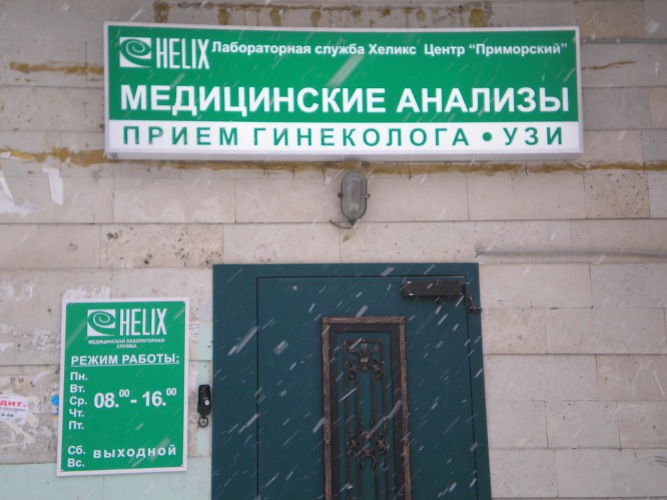 HELIX Лабораторная служба Хеликс Центр "Приморский"
МЕДИЦИНСКИЕ АНАЛИЗЫ
ПРИЕМ ГИНЕКОЛОГА • УЗИ
HELIX
МЕДИЦИНСКАЯ ЛАБОРАТОРНАЯ
СЛУЖБА
РЕЖИМ РАБОТЫ:
Пн.
Вт.
Ср. 08.00 - 16.00
Чт.
Пт.
Сб. выходной
Вс.